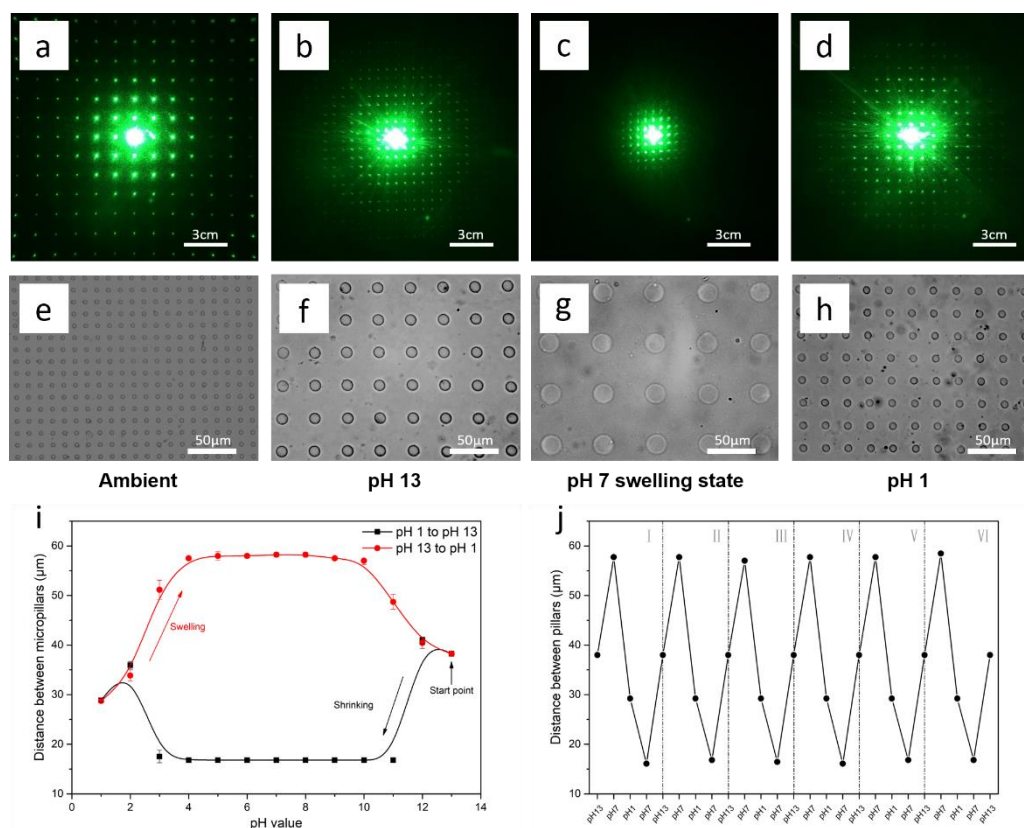 a
b
c
d
3cm
3cm
3cm
3cm
e
f
g
h
50μm
50μm
50μm
50μm
Ambient
pH 13
pH 7 swelling state
pH 1
i
pH 1 to pH 13
pH 13 to pH 1
Swelling
Shrinking
Start point
60
50
40
30
20
10
0
2
4
6
8
10
12
14
Distance between micropillars (μm)
pH value
j
I
II
III
IV
V
VI
60
50
40
30
20
10
Distance between pillars (μm)
pH13
pH7
pH1
pH7
pH13
pH7
pH1
pH7
pH13
pH7
pH1
pH7
pH13
pH7
pH1
pH7
pH13
pH7
pH1
pH7
pH13
pH7
pH1
pH7
pH13